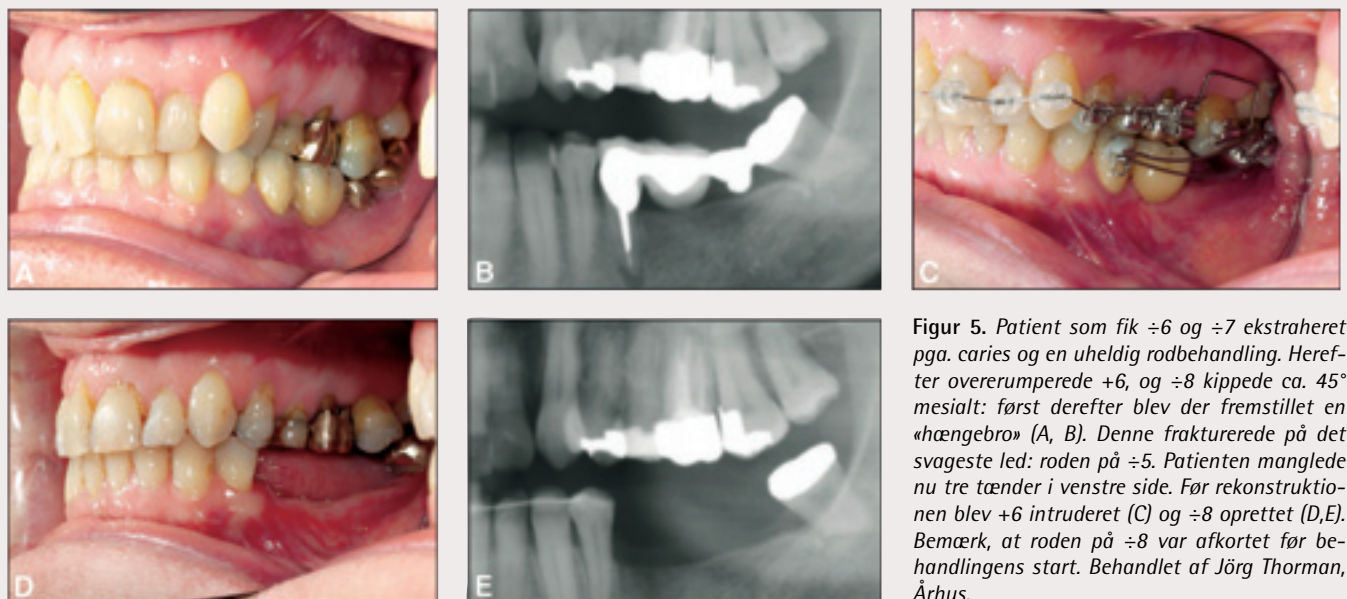 A
B
C
D
E
Figur 5. Patient som fik ÷6 og ÷7 ekstraheret
pga. caries og en uheldig rodbehandling. Heref-
ter overerumperede +6, og ÷8 kippede ca. 45°
mesialt: først derefter blev der fremstillet en
«hængebro» (A, B). Denne frakturerede på det
svageste led: roden på ÷5. Patienten manglede
nu tre tænder i venstre side. Før rekonstruktio-
nen blev +6 intruderet (C) og ÷8 oprettet (D,E).
Bemærk, at roden på ÷8 var afkortet før be-
handlingens start. Behandlet af Jörg Thorman,
Århus.